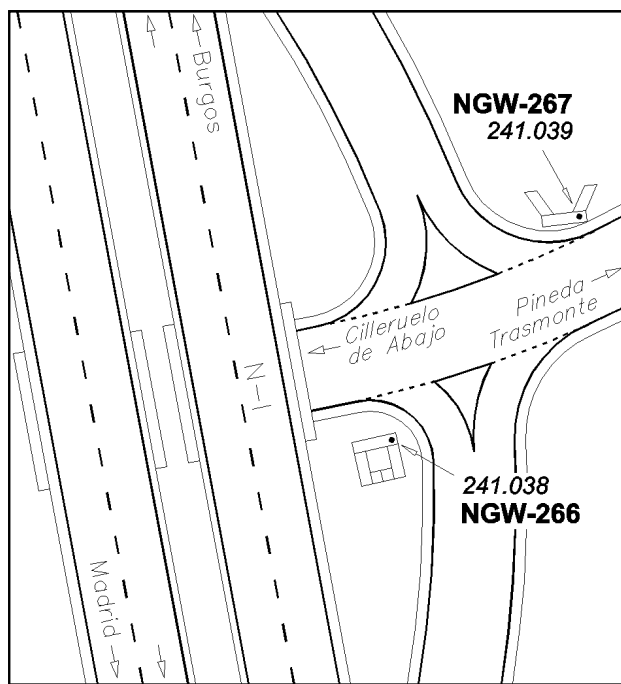 Burgos
NGW-267
241.039
Pineda
Trasmonte
Cilleruelo
de Abajo
N-I
241.038
NGW-266
Madrid